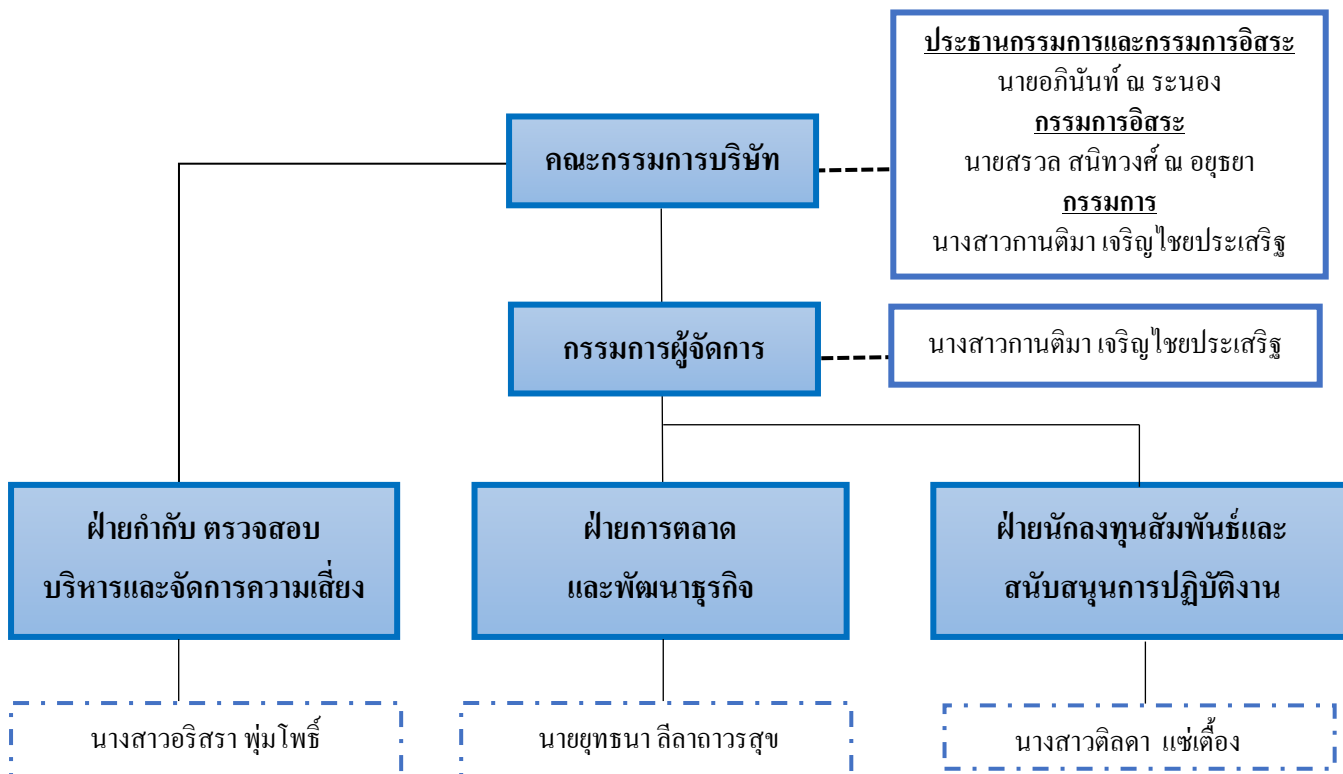 ประธานกรรมการและกรรมการอิสระ
นายอภินันท์ ณ ระนอง
กรรมการอิสระ
นายสรวล สนิทวงศ์ ณ อยุธยา
กรรมการ
นางสาวกานติมา เจริญไชยประเสริฐ
คณะกรรมการบริษัท
กรรมการผู้จัดการ
นางสาวกานติมา เจริญไชยประเสริฐ
ฝ่ายกำกับ ตรวจสอบ
บริหารและจัดการความเสี่ยง
ฝ่ายการตลาด
และพัฒนาธุรกิจ
ฝ่ายนักลงทุนสัมพันธ์และ
สนับสนุนการปฏิบัติงาน
นางสาวอริสรา พุ่มโพธิ์
นายยุทธนา ลีลาถาวรสุข
นางสาวติลดา แซ่เตื้อง